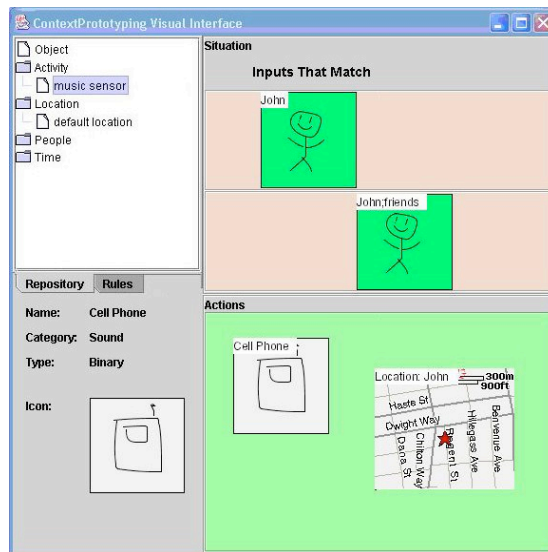 ContextPrototyping Visual Interface
Object
Activity
music sensor
Location
default location
People
Time
Repository
Rules
Name: Cell Phone
Category: Sound
Type: Binary
Icon:
Situation
Inputs That Match
John
John;friends
Actions
Cell Phone
Location: John
300m
900ft
Haste St
Dwight Way
Dana St
Chilton Way
Regent St
Hillegass Ave
Benvenue Ave